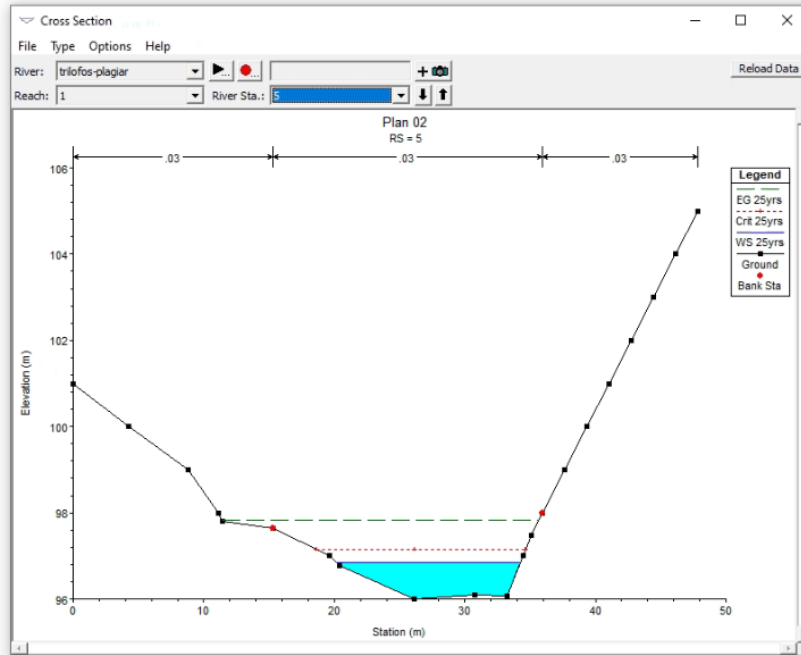 Cross Section
File Type Options Help
River: trilofos-plagiar
Reload Data
Reach: 1 River Sta.: 5
Plan 02
RS = 5
.03 .03 .03
Legend
EG 25yrs
Crit 25yrs
WS 25yrs
Ground
Bank Sta
Elevation (m)
106
104
102
100
98
96
0 10 20 30 40 50
Station (m)